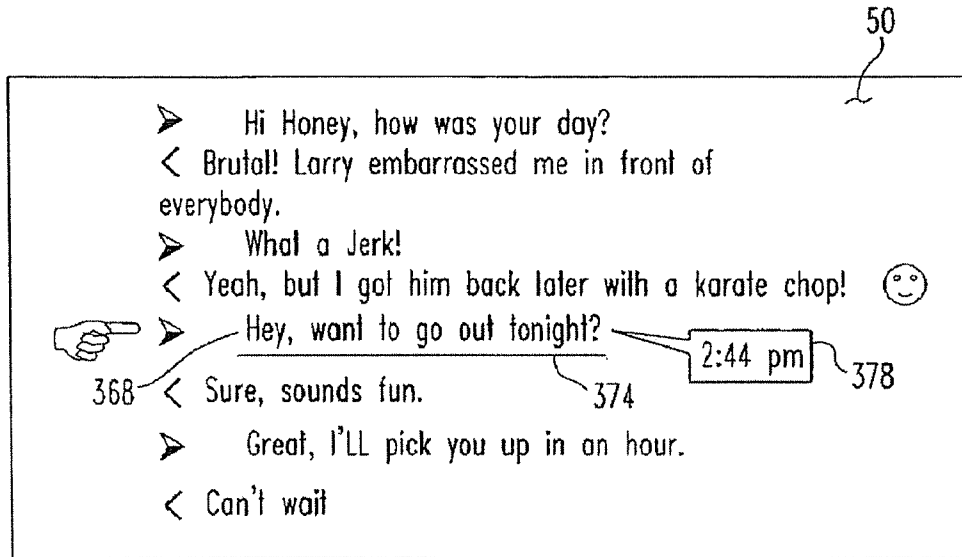 50
➢ Hi Honey, how was your day?
< Brutal! Larry embarrassed me in front of
everybody.
➢ What a Jerk!
< Yeah, but I got him back later with a karate chop!
➢ Hey, want to go out tonight?
2:44 pm
378
368
< Sure, sounds fun.
374
➢ Great, I'LL pick you up in an hour.
< Can't wait